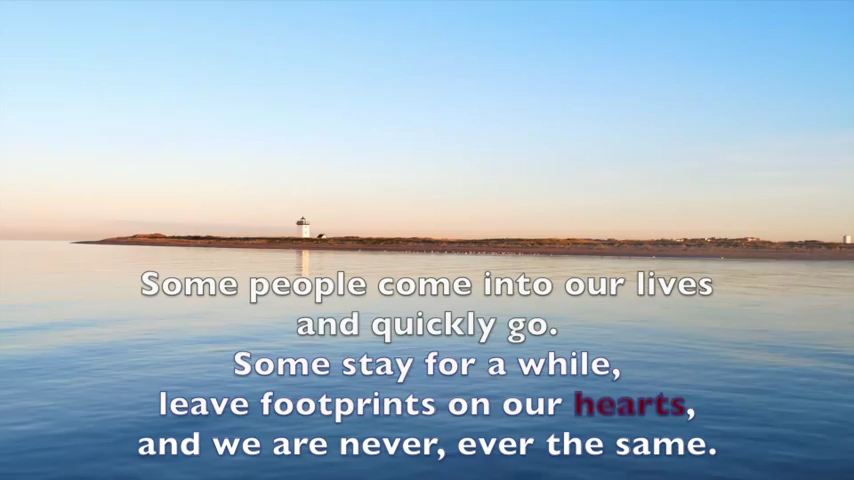 Some people come into our lives
and quickly go.
Some stay for a while,
leave footprints on our hearts,
and we are never, ever the same.